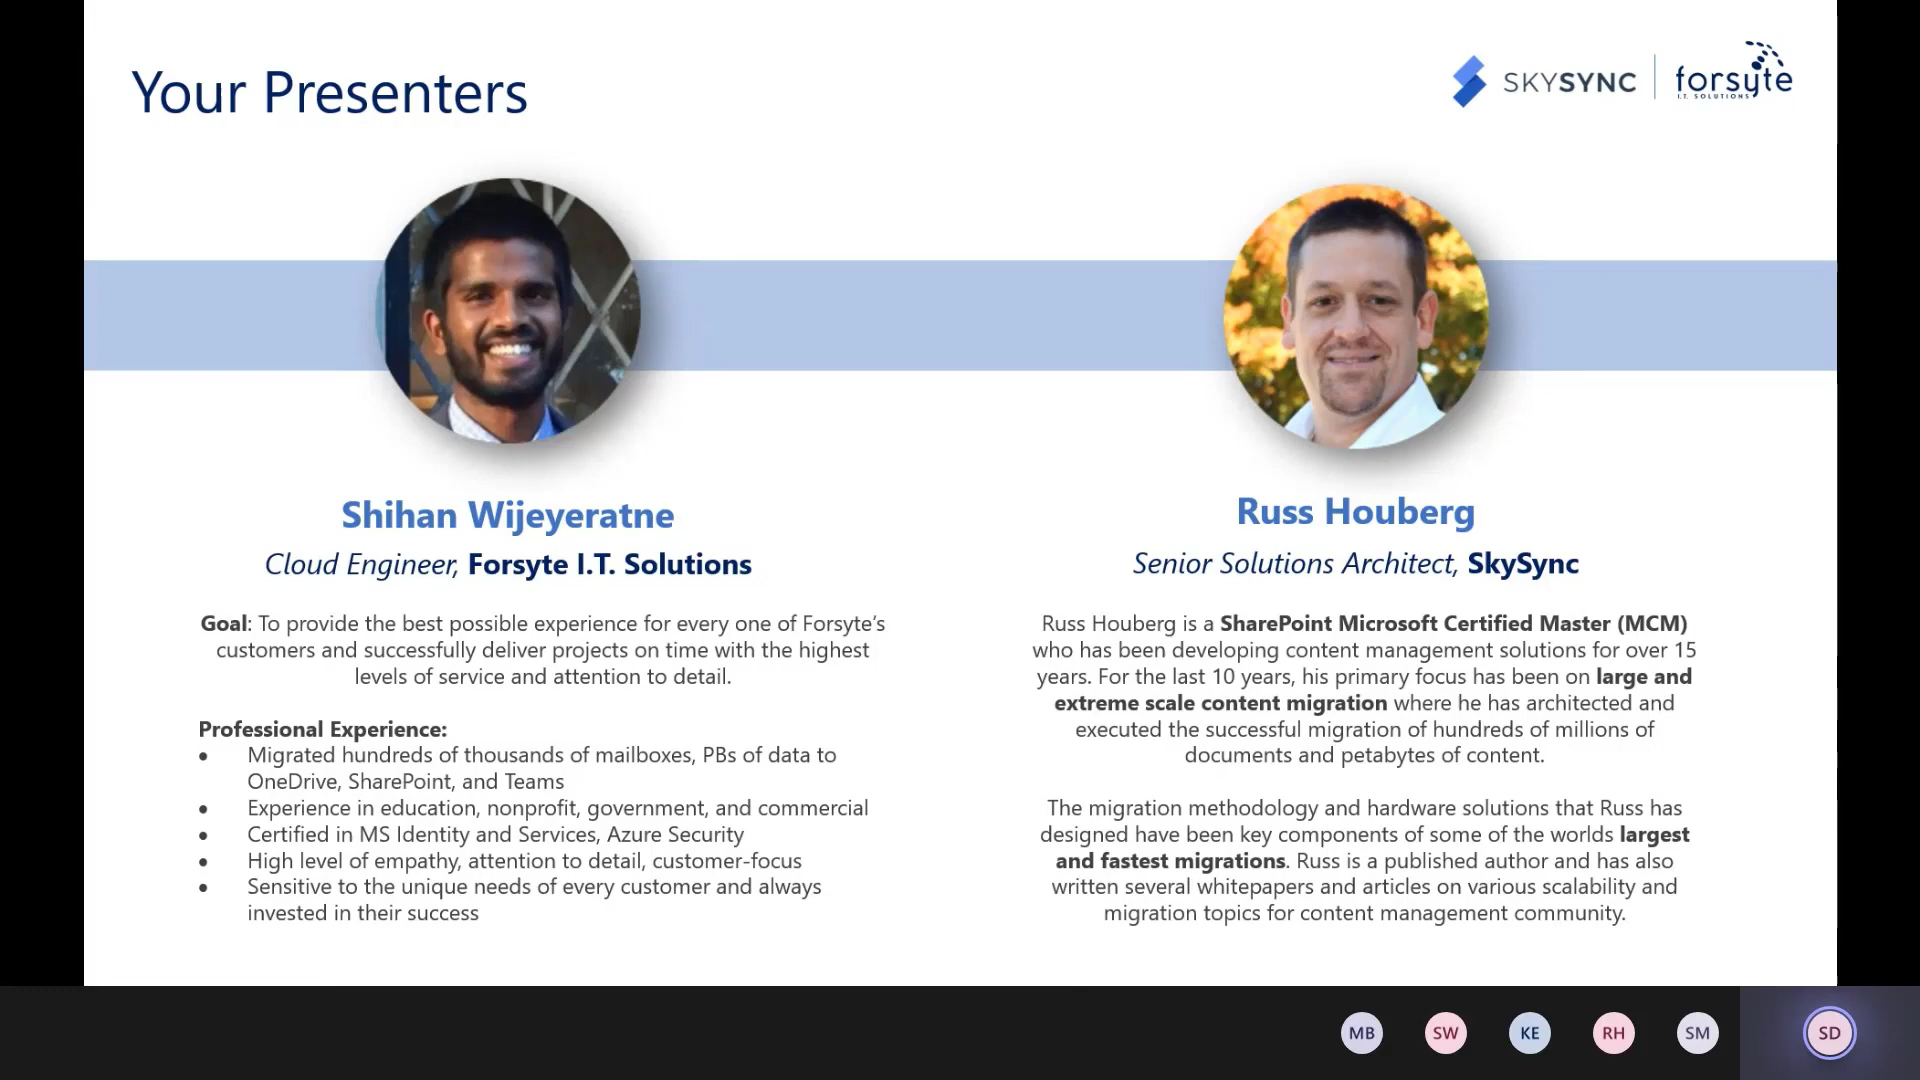 Your Presenters
SKYSYNC
forsyte
I.T. SOLUTIONS
Shihan Wijeyeratne
Cloud Engineer, Forsyte I.T. Solutions
Goal: To provide the best possible experience for every one of Forsyte's
customers and successfully deliver projects on time with the highest
levels of service and attention to detail.
Professional Experience:
• Migrated hundreds of thousands of mailboxes, PBs of data to
OneDrive, SharePoint, and Teams
• Experience in education, nonprofit, government, and commercial
• Certified in MS Identity and Services, Azure Security
• High level of empathy, attention to detail, customer-focus
• Sensitive to the unique needs of every customer and always
invested in their success
Russ Houberg
Senior Solutions Architect, SkySync
Russ Houberg is a SharePoint Microsoft Certified Master (MCM)
who has been developing content management solutions for over 15
years. For the last 10 years, his primary focus has been on large and
extreme scale content migration where he has architected and
executed the successful migration of hundreds of millions of
documents and petabytes of content.
The migration methodology and hardware solutions that Russ has
designed have been key components of some of the worlds largest
and fastest migrations. Russ is a published author and has also
written several whitepapers and articles on various scalability and
migration topics for content management community.
MB SW KE RH SM SD